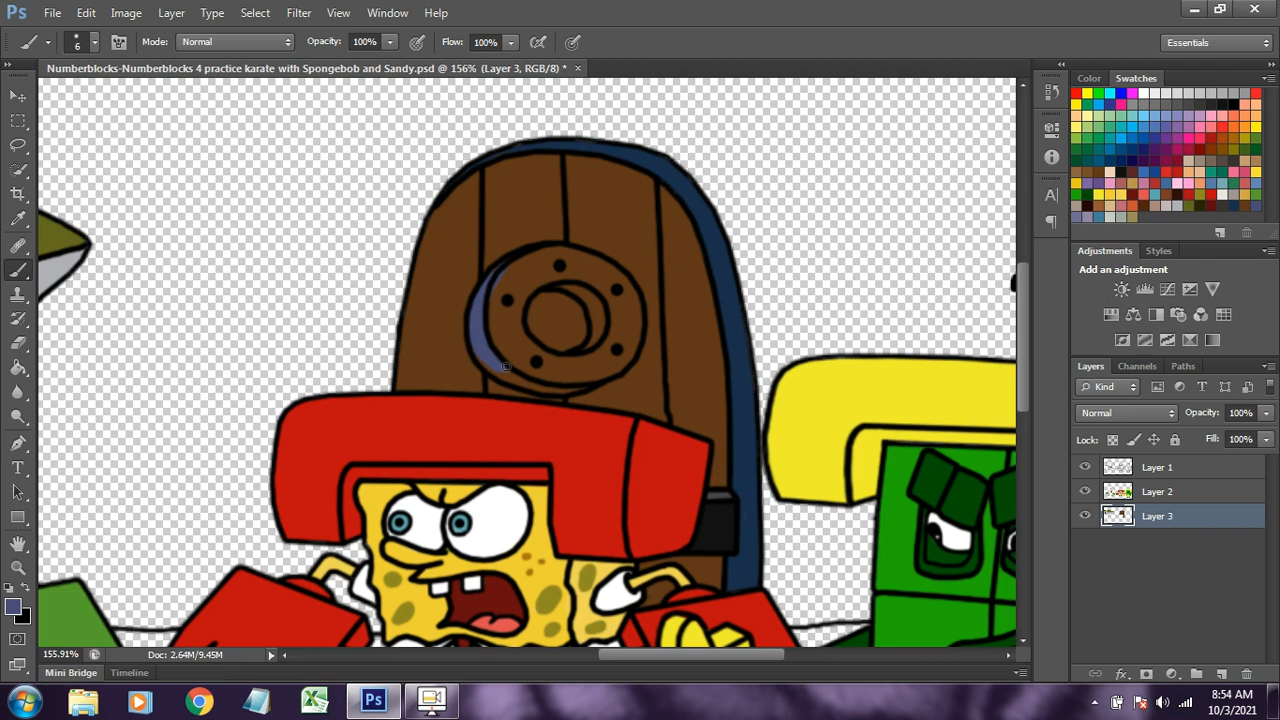 Ps File Edit Image Layer Type Select Filter View Window Help
6 Mode: Normal Opacity: 100% Flow: 100% Essentials
Numberblocks-Numberblocks 4 practice karate with Spongebob and Sandy.psd @ 156% (Layer 3, RGB/8) * ×
Color Swatches
Adjustments Styles
Add an adjustment
Layers Channels Paths
Kind
Normal Opacity: 100%
Lock: Fill: 100%
Layer 1
Layer 2
Layer 3
155.91% Doc: 2.64M/9.45M
Mini Bridge Timeline
Ps 8:54 AM
10/3/2021